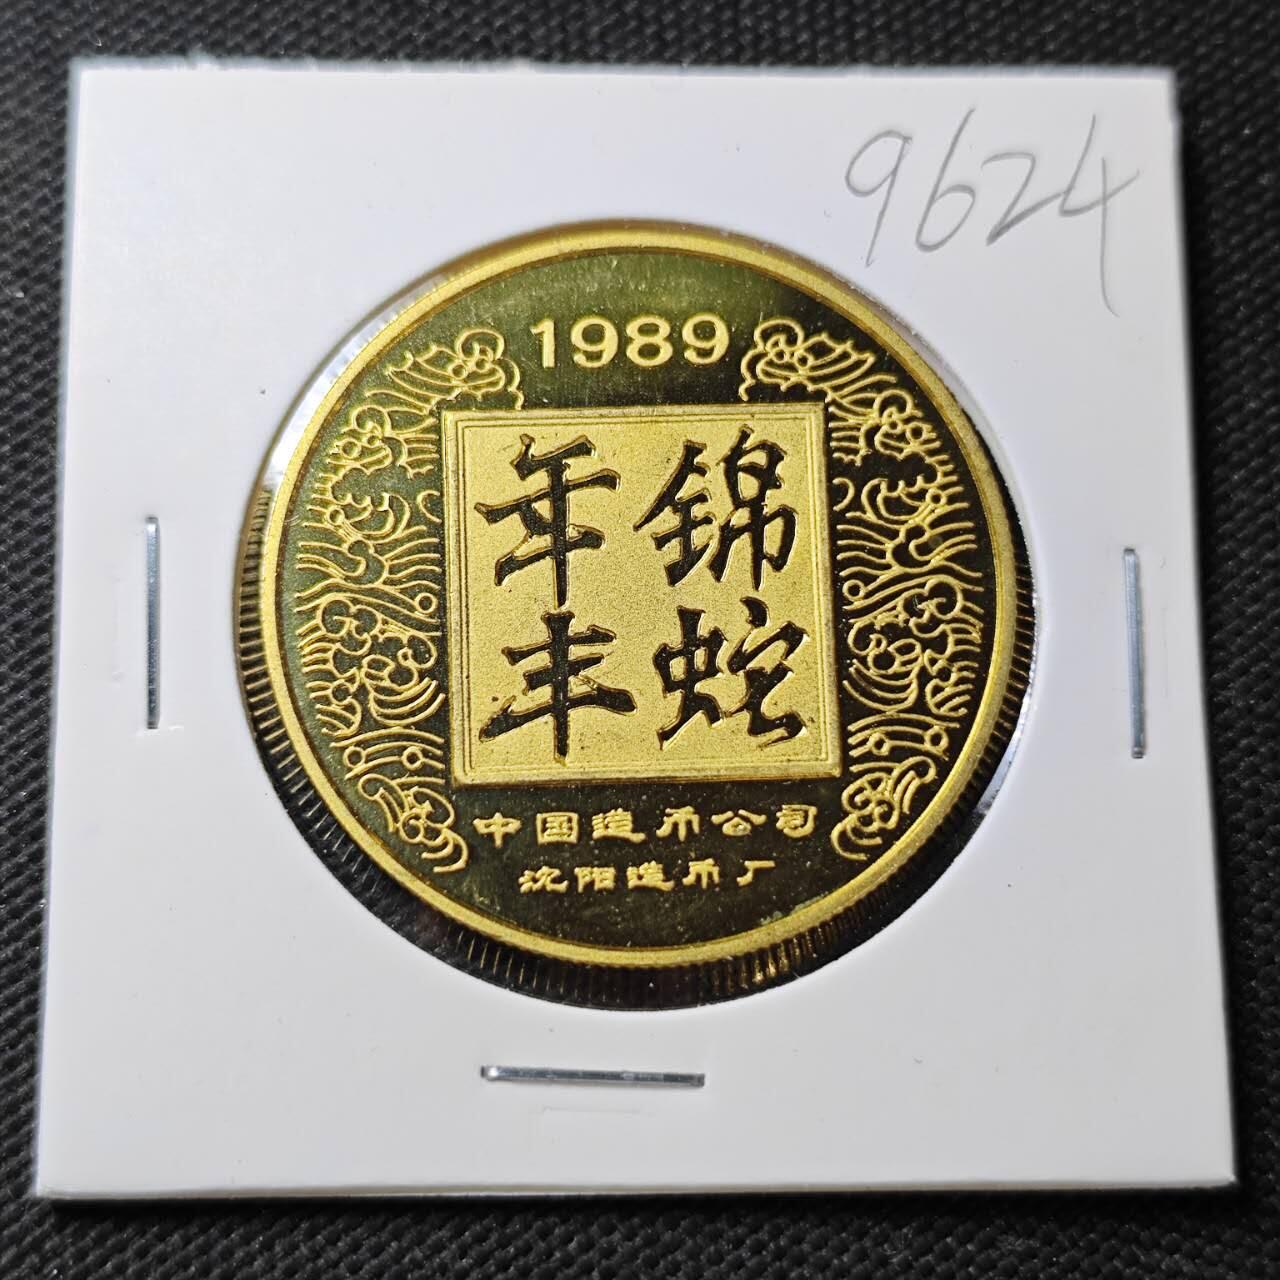 9624
1989
錦蛇
年丰
中国造币公司
沈阳造币厂